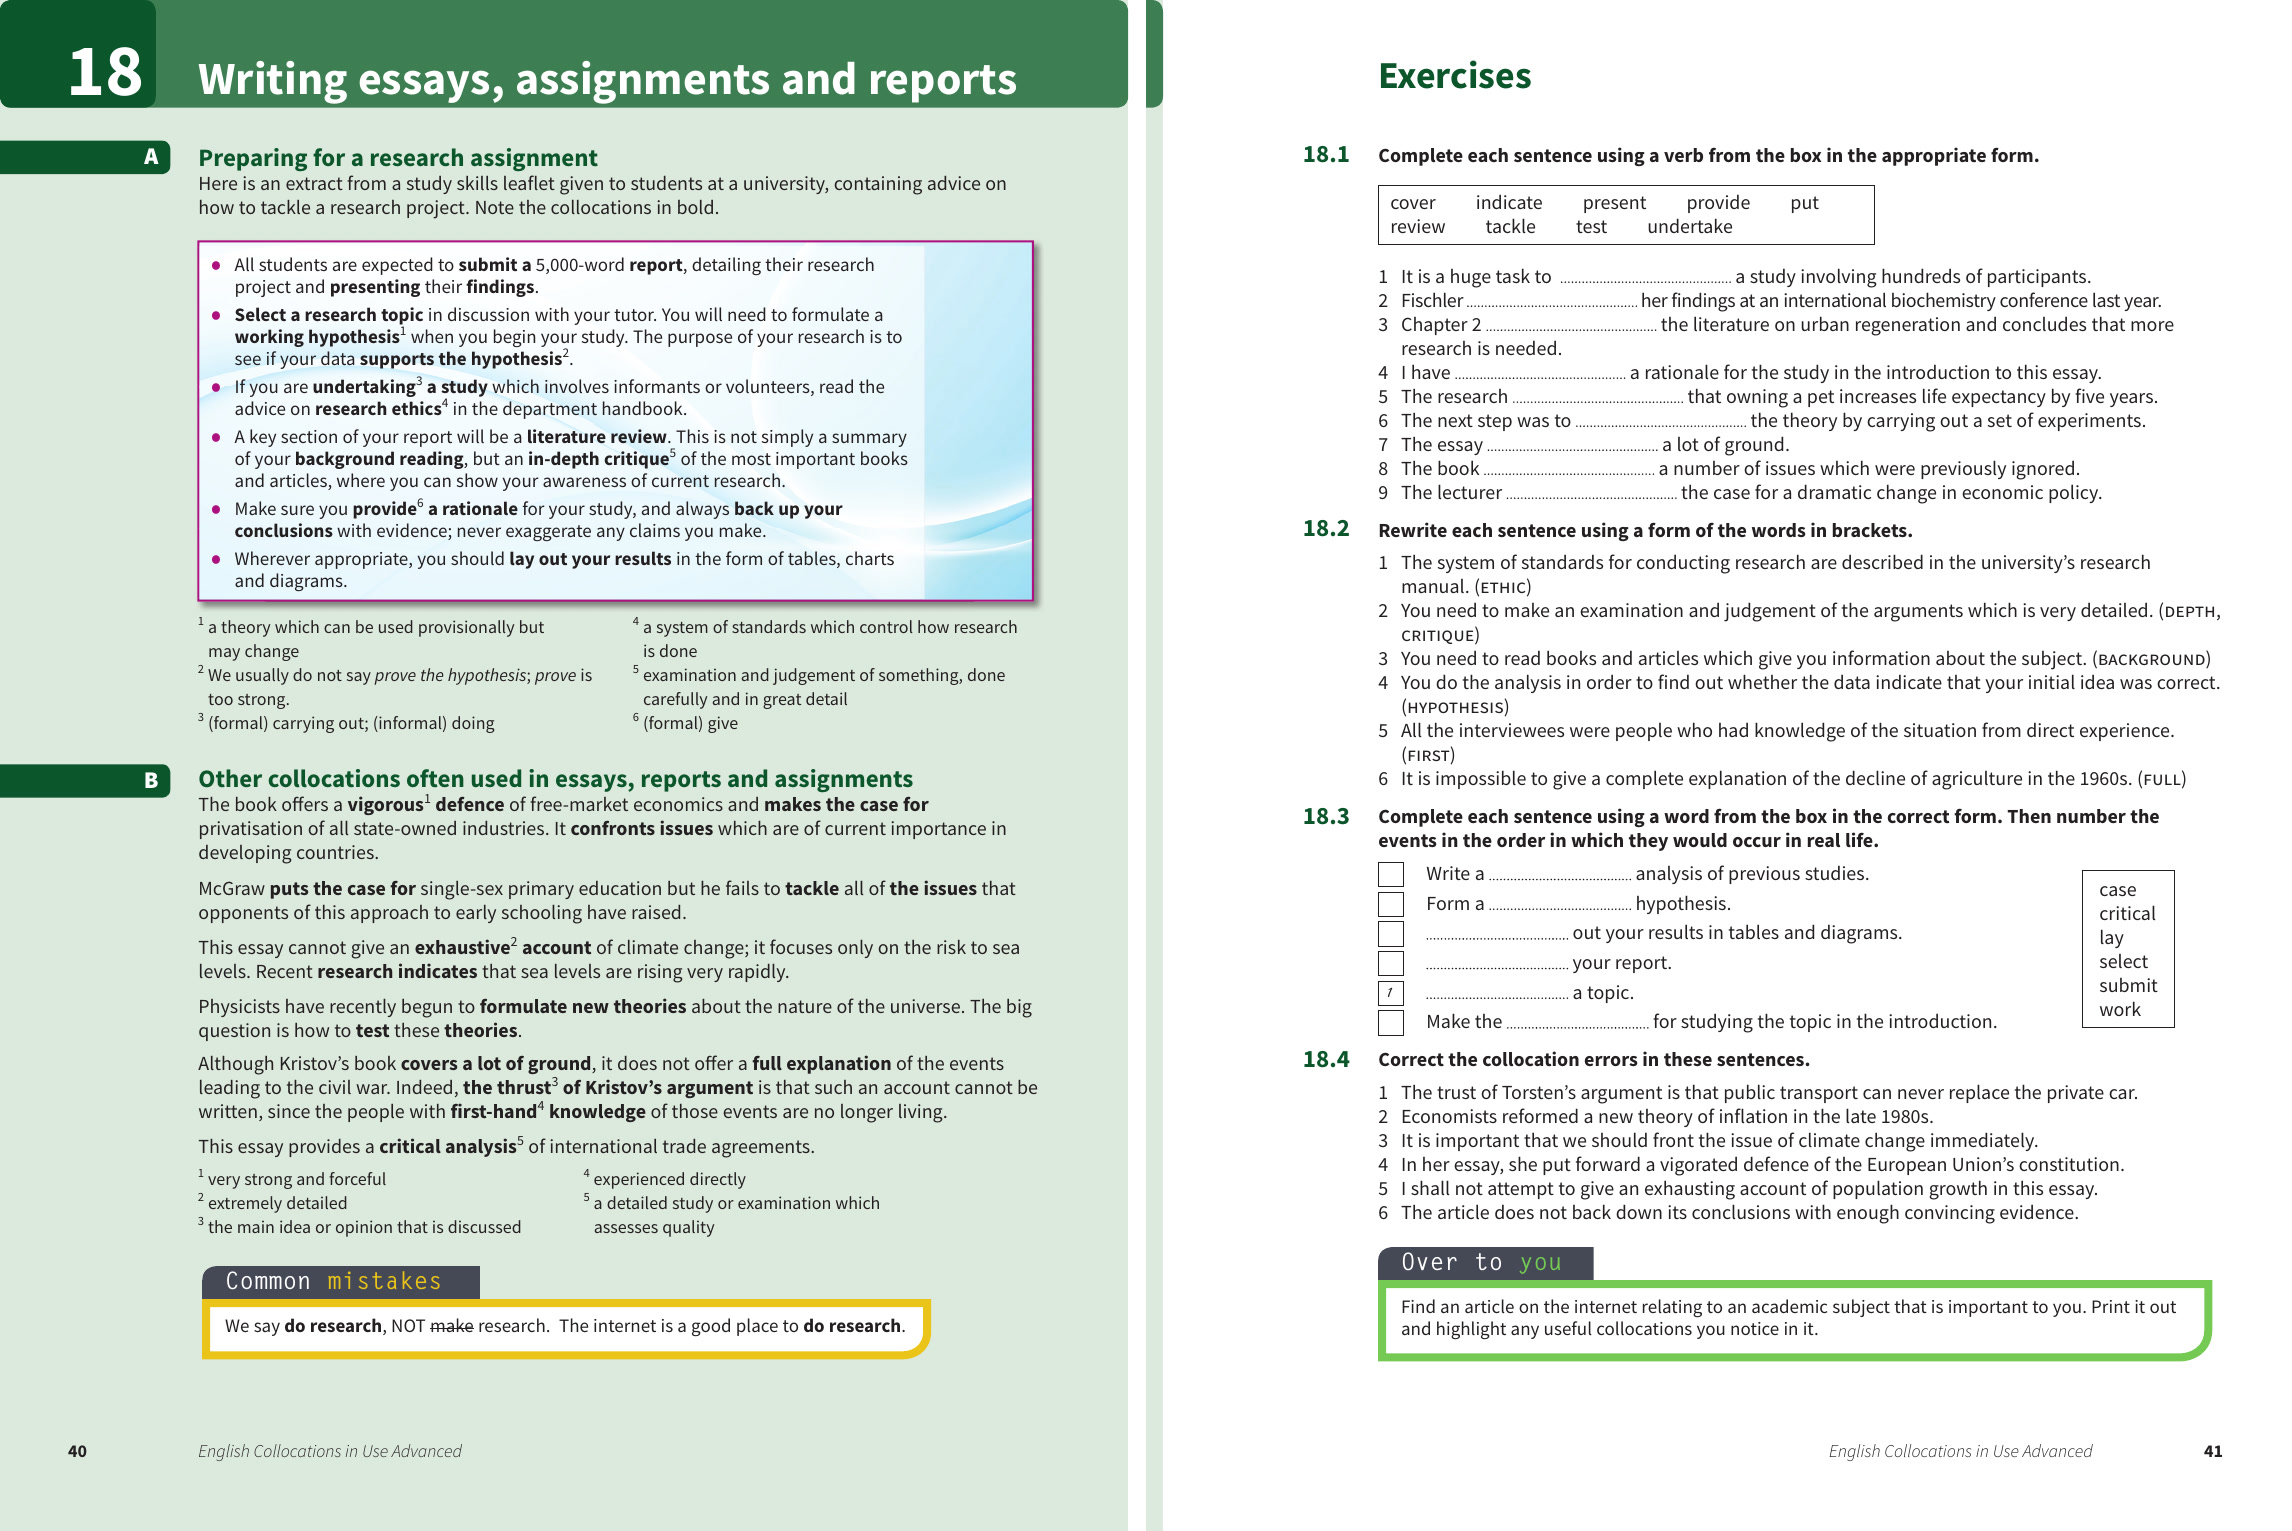 18
Writing essays, assignments and reports
A
Preparing for a research assignment
Here is an extract from a study skills leaflet given to students at a university, containing advice on
how to tackle a research project. Note the collocations in bold.
• All students are expected to submit a 5,000-word report, detailing their research
project and presenting their findings.
• Select a research topic in discussion with your tutor. You will need to formulate a
working hypothesis1 when you begin your study. The purpose of your research is to
see if your data supports the hypothesis2.
• If you are undertaking3 a study which involves informants or volunteers, read the
advice on research ethics4 in the department handbook.
• A key section of your report will be a literature review. This is not simply a summary
of your background reading, but an in-depth critique5 of the most important books
and articles, where you can show your awareness of current research.
• Make sure you provide6 a rationale for your study, and always back up your
conclusions with evidence; never exaggerate any claims you make.
• Wherever appropriate, you should lay out your results in the form of tables, charts
and diagrams.
1 a theory which can be used provisionally but
may change
2 We usually do not say prove the hypothesis; prove is
too strong.
3 (formal) carrying out; (informal) doing
4 a system of standards which control how research
is done
5 examination and judgement of something, done
carefully and in great detail
6 (formal) give
B
Other collocations often used in essays, reports and assignments
The book offers a vigorous1 defence of free-market economics and makes the case for
privatisation of all state-owned industries. It confronts issues which are of current importance in
developing countries.
McGraw puts the case for single-sex primary education but he fails to tackle all of the issues that
opponents of this approach to early schooling have raised.
This essay cannot give an exhaustive2 account of climate change; it focuses only on the risk to sea
levels. Recent research indicates that sea levels are rising very rapidly.
Physicists have recently begun to formulate new theories about the nature of the universe. The big
question is how to test these theories.
Although Kristov's book covers a lot of ground, it does not offer a full explanation of the events
leading to the civil war. Indeed, the thrust3 of Kristov's argument is that such an account cannot be
written, since the people with first-hand4 knowledge of those events are no longer living.
This essay provides a critical analysis5 of international trade agreements.
1 very strong and forceful
2 extremely detailed
3 the main idea or opinion that is discussed
4 experienced directly
5 a detailed study or examination which
assesses quality
Common mistakes
We say do research, NOT make research. The internet is a good place to do research.
40
English Collocations in Use Advanced
Exercises
18.1 Complete each sentence using a verb from the box in the appropriate form.
cover indicate present provide put
review tackle test undertake
1 It is a huge task to ................ a study involving hundreds of participants.
2 Fischler ................ her findings at an international biochemistry conference last year.
3 Chapter 2 ................ the literature on urban regeneration and concludes that more
research is needed.
4 I have ................ a rationale for the study in the introduction to this essay.
5 The research ................ that owning a pet increases life expectancy by five years.
6 The next step was to ................ the theory by carrying out a set of experiments.
7 The essay ................ a lot of ground.
8 The book ................ a number of issues which were previously ignored.
9 The lecturer ................ the case for a dramatic change in economic policy.
18.2 Rewrite each sentence using a form of the words in brackets.
1 The system of standards for conducting research are described in the university's research
manual. (ETHIC)
2 You need to make an examination and judgement of the arguments which is very detailed. (DEPTH,
CRITIQUE)
3 You need to read books and articles which give you information about the subject. (BACKGROUND)
4 You do the analysis in order to find out whether the data indicate that your initial idea was correct.
(HYPOTHESIS)
5 All the interviewees were people who had knowledge of the situation from direct experience.
(FIRST)
6 It is impossible to give a complete explanation of the decline of agriculture in the 1960s. (FULL)
18.3 Complete each sentence using a word from the box in the correct form. Then number the
events in the order in which they would occur in real life.
Write a ................ analysis of previous studies.
Form a ................ hypothesis.
................ out your results in tables and diagrams.
................ your report.
1 ................ a topic.
Make the ................ for studying the topic in the introduction.
case
critical
lay
select
submit
work
18.4 Correct the collocation errors in these sentences.
1 The trust of Torsten's argument is that public transport can never replace the private car.
2 Economists reformed a new theory of inflation in the late 1980s.
3 It is important that we should front the issue of climate change immediately.
4 In her essay, she put forward a vigorated defence of the European Union's constitution.
5 I shall not attempt to give an exhausting account of population growth in this essay.
6 The article does not back down its conclusions with enough convincing evidence.
Over to you
Find an article on the internet relating to an academic subject that is important to you. Print it out
and highlight any useful collocations you notice in it.
English Collocations in Use Advanced
41